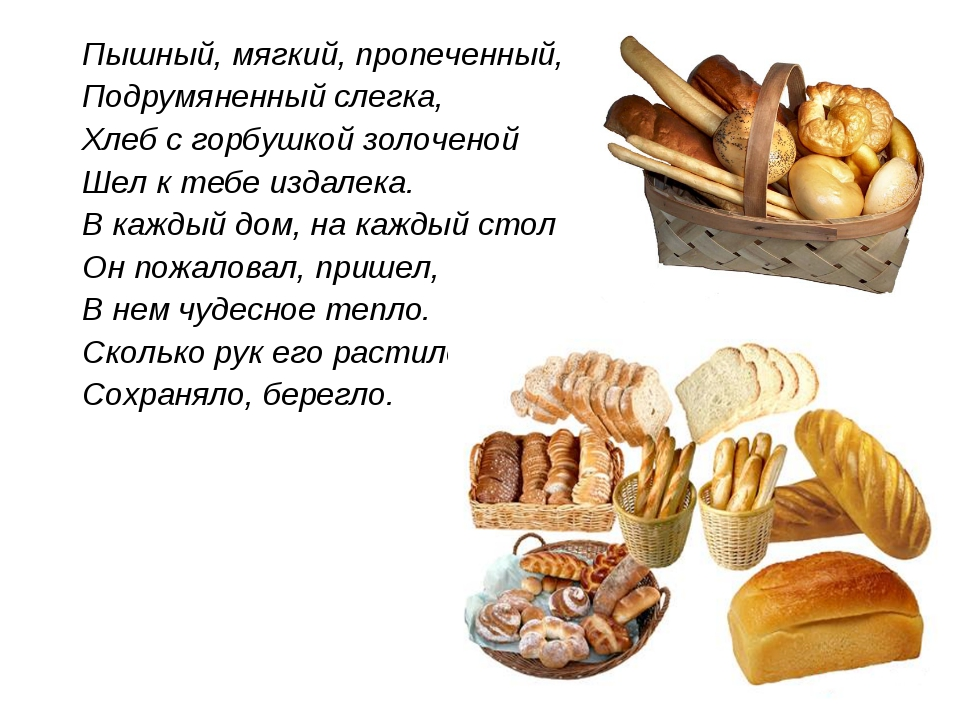 Пышный, мягкий, пропеченный,
Подрумяненный слегка,
Хлеб с горбушкой золоченой
Шел к тебе издалека.
В каждый дом, на каждый стол
Он пожаловал, пришел,
В нем чудесное тепло.
Сколько рук его растило
Сохраняло, берегло.